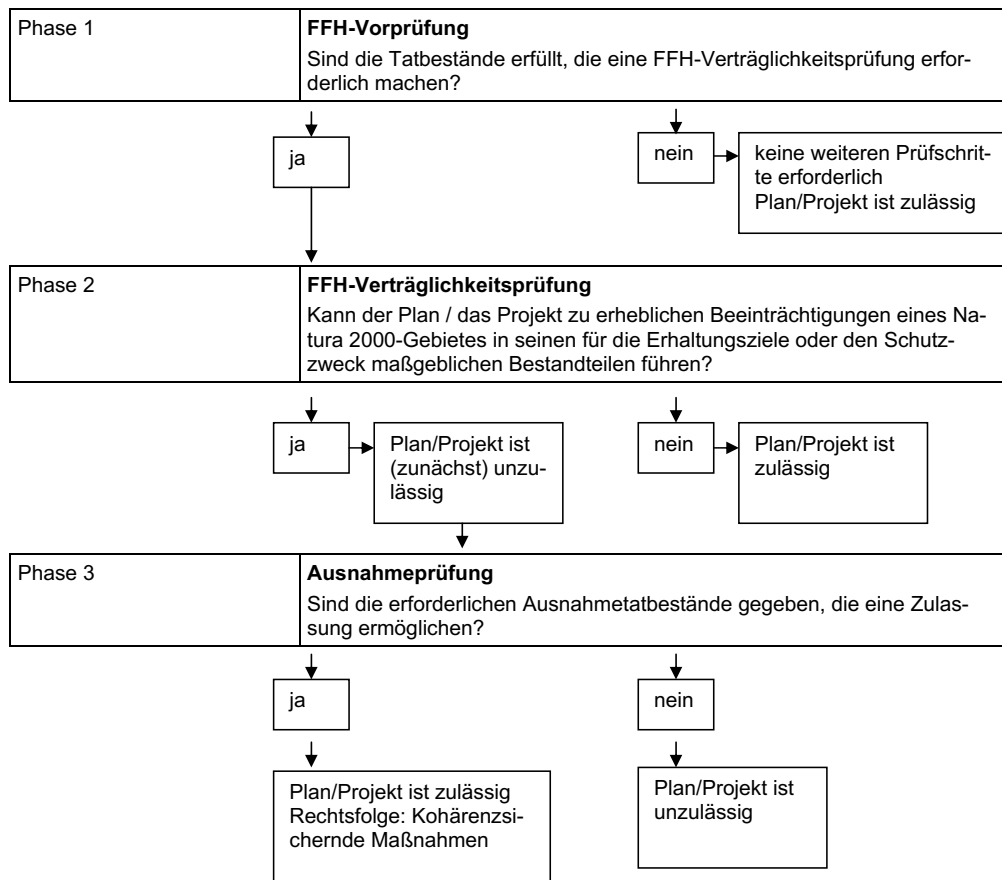 Phase 1
FFH-Vorprüfung
Sind die Tatbestände erfüllt, die eine FFH-Verträglichkeitsprüfung erfor-
derlich machen?
ja
nein
keine weiteren Prüfschrit-
te erforderlich
Plan/Projekt ist zulässig
Phase 2
FFH-Verträglichkeitsprüfung
Kann der Plan / das Projekt zu erheblichen Beeinträchtigungen eines Na-
tura 2000-Gebietes in seinen für die Erhaltungsziele oder den Schutz-
zweck maßgeblichen Bestandteilen führen?
ja
Plan/Projekt ist
(zunächst) unzu-
lässig
nein
Plan/Projekt ist
zulässig
Phase 3
Ausnahmeprüfung
Sind die erforderlichen Ausnahmetatbestände gegeben, die eine Zulas-
sung ermöglichen?
ja
nein
Plan/Projekt ist zulässig
Rechtsfolge: Kohärenzsi-
chernde Maßnahmen
Plan/Projekt ist
unzulässig